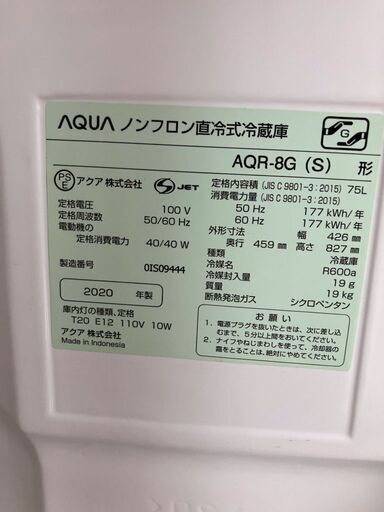 AQUA ノンフロン直冷式冷蔵庫
G
AQR-8G (S) 形
PS
E
アクア 株式会社 S JET
定格電圧 100 V
定格周波数 50/60 Hz
電動機の
定格消費電力 40/40 W
製造番号 0IS09444
2020 年製
庫内灯の種類、定格
T20 E12 110V 10W
アクア 株式会社
Made in Indonesia
定格内容積 (JIS C 9801-3:2015) 75L
消費電力量 (JIS C 9801-3:2015)
50 Hz 177 kWh/年
60 Hz 177 kWh/年
外形寸法 幅 426 mm
奥行 459 mm 高さ 827 mm
種類 冷蔵庫
冷媒名 R600a
冷媒封入量 19 g
質量 19 kg
断熱発泡ガス シクロペンタン
お願い
1. 電源プラグを抜いたときは、次に差し込むまで、5分以上間をおいてください。
2. ナイフやねじまわしを使って、冷却器の霜をとることは、絶対にやめてください。